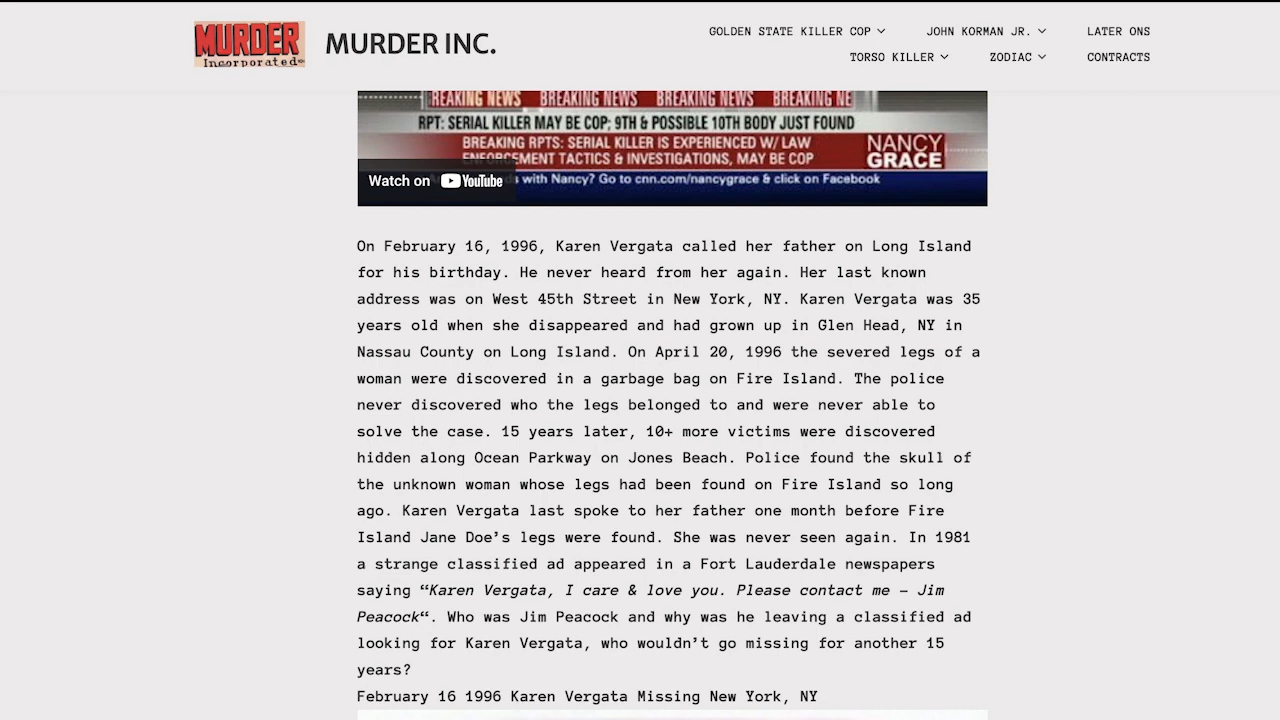 MURDER
Incorporated
MURDER INC.
GOLDEN STATE KILLER COP
JOHN KORMAN JR.
LATER ONS
TORSO KILLER
ZODIAC
CONTRACTS
REAKING NEWS BREAKING NEWS BREAKING NEWS BREAKING NE
RPT: SERIAL KILLER MAY BE COP; 9TH & POSSIBLE 10TH BODY JUST FOUND
BREAKING RPTS: SERIAL KILLER IS EXPERIENCED W/ LAW
ENFORCEMENT TACTICS & INVESTIGATIONS, MAY BE COP
NANCY
GRACE
Watch on YouTube
s with Nancy? Go to cnn.com/nancygrace & click on Facebook
On February 16, 1996, Karen Vergata called her father on Long Island
for his birthday. He never heard from her again. Her last known
address was on West 45th Street in New York, NY. Karen Vergata was 35
years old when she disappeared and had grown up in Glen Head, NY in
Nassau County on Long Island. On April 20, 1996 the severed legs of a
woman were discovered in a garbage bag on Fire Island. The police
never discovered who the legs belonged to and were never able to
solve the case. 15 years later, 10+ more victims were discovered
hidden along Ocean Parkway on Jones Beach. Police found the skull of
the unknown woman whose legs had been found on Fire Island so long
ago. Karen Vergata last spoke to her father one month before Fire
Island Jane Doe’s legs were found. She was never seen again. In 1981
a strange classified ad appeared in a Fort Lauderdale newspapers
saying “Karen Vergata, I care & love you. Please contact me – Jim
Peacock“. Who was Jim Peacock and why was he leaving a classified ad
looking for Karen Vergata, who wouldn’t go missing for another 15
years?
February 16 1996 Karen Vergata Missing New York, NY